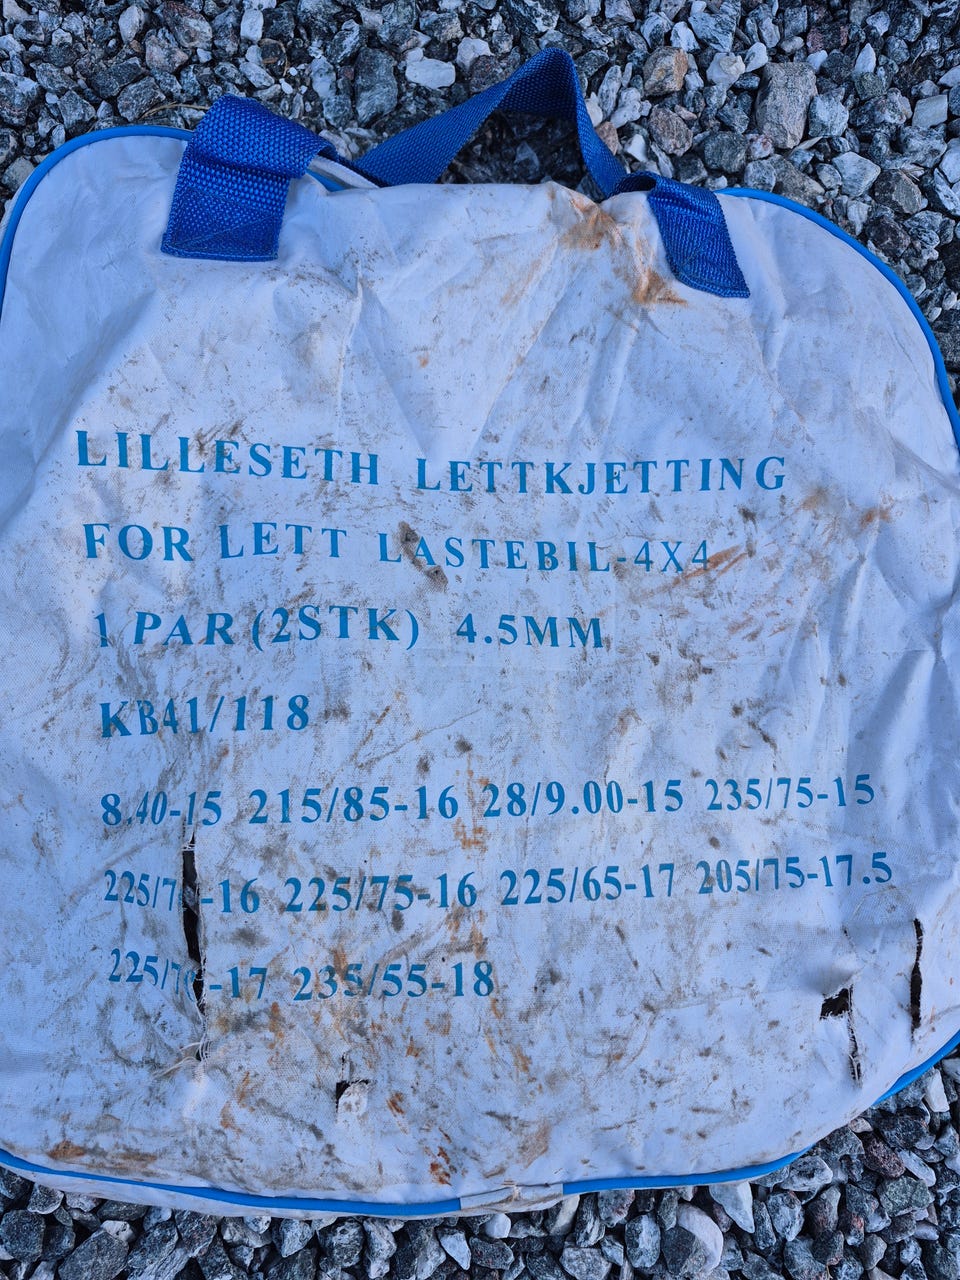 LILLESETH LETTKJETTING
FOR LETT LASTEBIL-4X4
1 PAR (2STK) 4.5MM
KB41/118
8.40-15 215/85-16 28/9.00-15 235/75-15
225/75-16 225/65-17 205/75-17.5
235/55-18